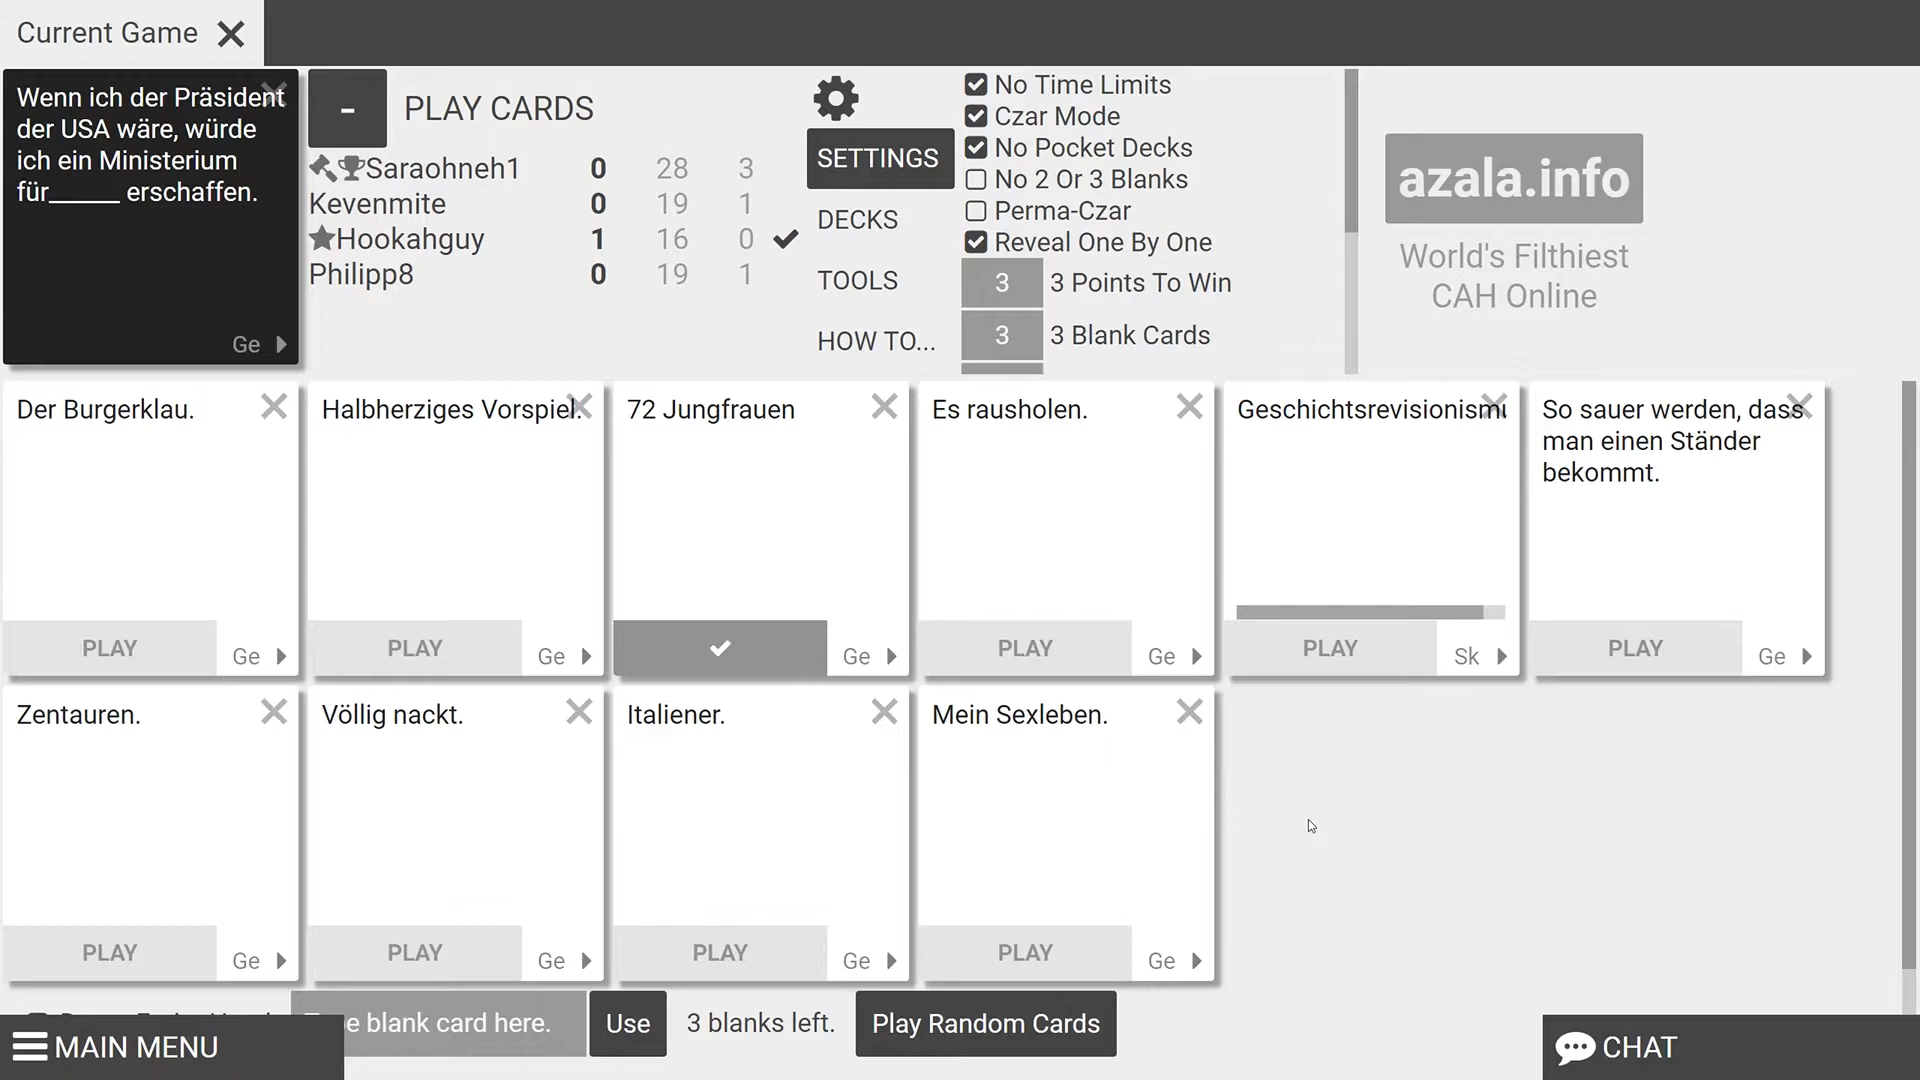 Current Game
Wenn ich der Präsident
der USA wäre, würde
ich ein Ministerium
für______ erschaffen.
Ge
-
PLAY CARDS
Saraohneh1 0 28 3
Kevenmite 0 19 1
Hookahguy 1 16 0
Philipp8 0 19 1
SETTINGS
DECKS
TOOLS
HOW TO...
No Time Limits
Czar Mode
No Pocket Decks
No 2 Or 3 Blanks
Perma-Czar
Reveal One By One
3 3 Points To Win
3 3 Blank Cards
azala.info
World's Filthiest
CAH Online
Der Burgerklau.
PLAY
Ge
Halbherziges Vorspiel.
PLAY
Ge
72 Jungfrauen
Ge
Es rausholen.
PLAY
Ge
Geschichtsrevisionismu
PLAY
Sk
So sauer werden, dass
man einen Ständer
bekommt.
PLAY
Ge
Zentauren.
PLAY
Ge
Völlig nackt.
PLAY
Ge
Italiener.
PLAY
Ge
Mein Sexleben.
PLAY
Ge
blank card here.
Use
3 blanks left.
Play Random Cards
MAIN MENU
CHAT